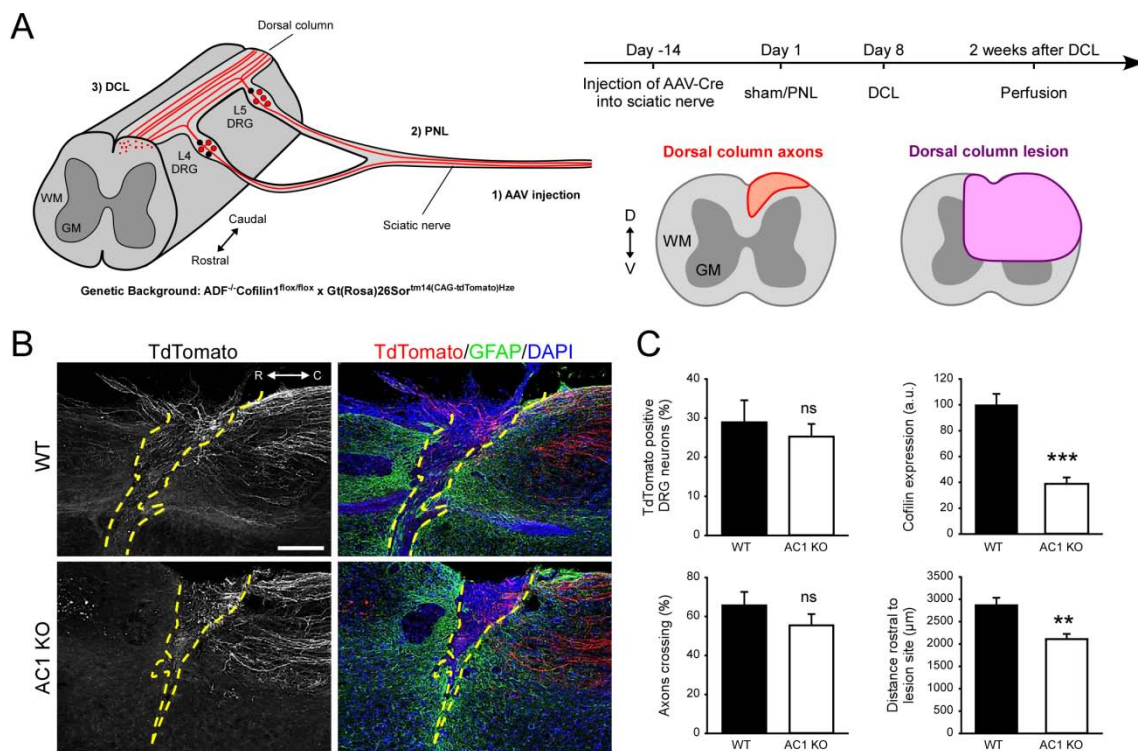 A
Dorsal column
3) DCL
L5
DRG
L4
DRG
2) PNL
1) AAV injection
Sciatic nerve
WM
GM
Caudal
Rostral
Genetic Background: ADF-/-Cofilin1flox/flox x Gt(Rosa)26Sortm14(CAG-tdTomato)Hze
Day -14 Day 1 Day 8 2 weeks after DCL
Injection of AAV-Cre sham/PNL DCL Perfusion
into sciatic nerve
Dorsal column axons Dorsal column lesion
D
V
WM
GM
WM
GM
B
TdTomato TdTomato/GFAP/DAPI
R C
WT
AC1 KO
C
TdTomato positive
DRG neurons (%)
40
30
20
10
0
ns
WT AC1 KO
Cofilin expression (a.u.)
120
100
80
60
40
20
0
***
WT AC1 KO
Axons crossing (%)
80
60
40
20
0
ns
WT AC1 KO
Distance rostral to
lesion site (µm)
3500
3000
2500
2000
1500
1000
500
0
**
WT AC1 KO